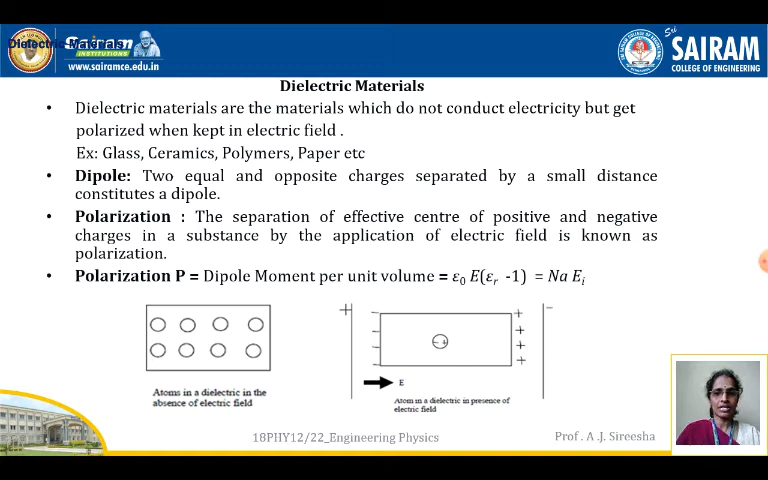 Dielectric Materials
Sairam
INSTITUTIONS
www.sairamce.edu.in
Sri
SAIRAM
COLLEGE OF ENGINEERING
Dielectric Materials
• Dielectric materials are the materials which do not conduct electricity but get
polarized when kept in electric field .
Ex: Glass, Ceramics, Polymers, Paper etc
• Dipole: Two equal and opposite charges separated by a small distance
constitutes a dipole.
• Polarization : The separation of effective centre of positive and negative
charges in a substance by the application of electric field is known as
polarization.
• Polarization P = Dipole Moment per unit volume = ε₀ E(εᵣ -1) = Na Eᵢ
+ − −
− +
− +
− +
− +
− +
E
Atoms in a dielectric in the
absence of electric field
Atom in a dielectric in presence of
electric field
18PHY12/22_Engineering Physics
Prof . A .J. Sireesha